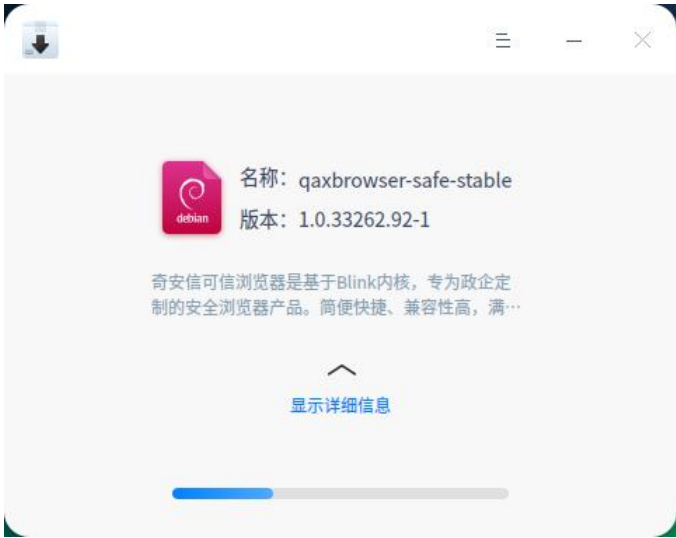 名称：qaxbrowser-safe-stable
debian
版本：1.0.33262.92-1
奇安信可信浏览器是基于Blink内核，专为政企定
制的安全浏览器产品。简便快捷、兼容性高，满…
显示详细信息